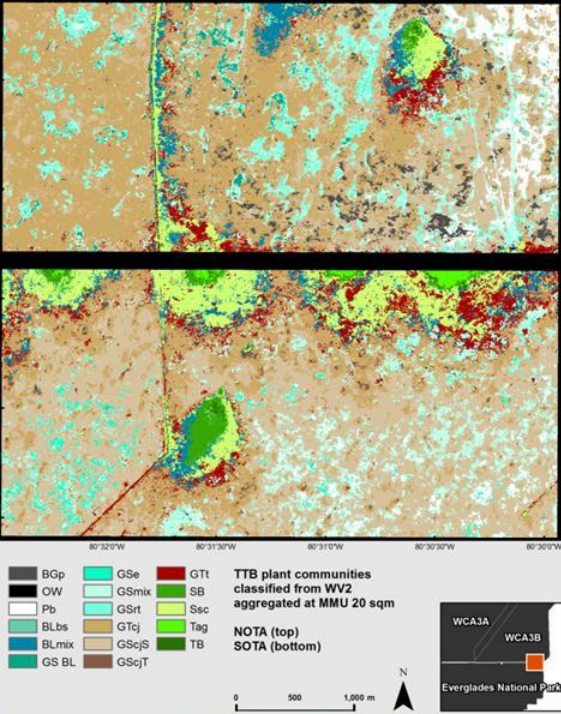 80°32'0"W 80°31'30"W 80°31'0"W 80°30'30"W 80°30'0"W
BGp
OW
Pb
BLbs
BLmix
GS BL
GSe
GSmix
GSrt
GTcj
GScjS
GScjT
GTt
SB
Ssc
Tag
TB
TTB plant communities
classified from WV2
aggregated at MMU 20 sqm
NOTA (top)
SOTA (bottom)
N
0 500 1,000 m
WCA3A
WCA3B
Everglades National Park